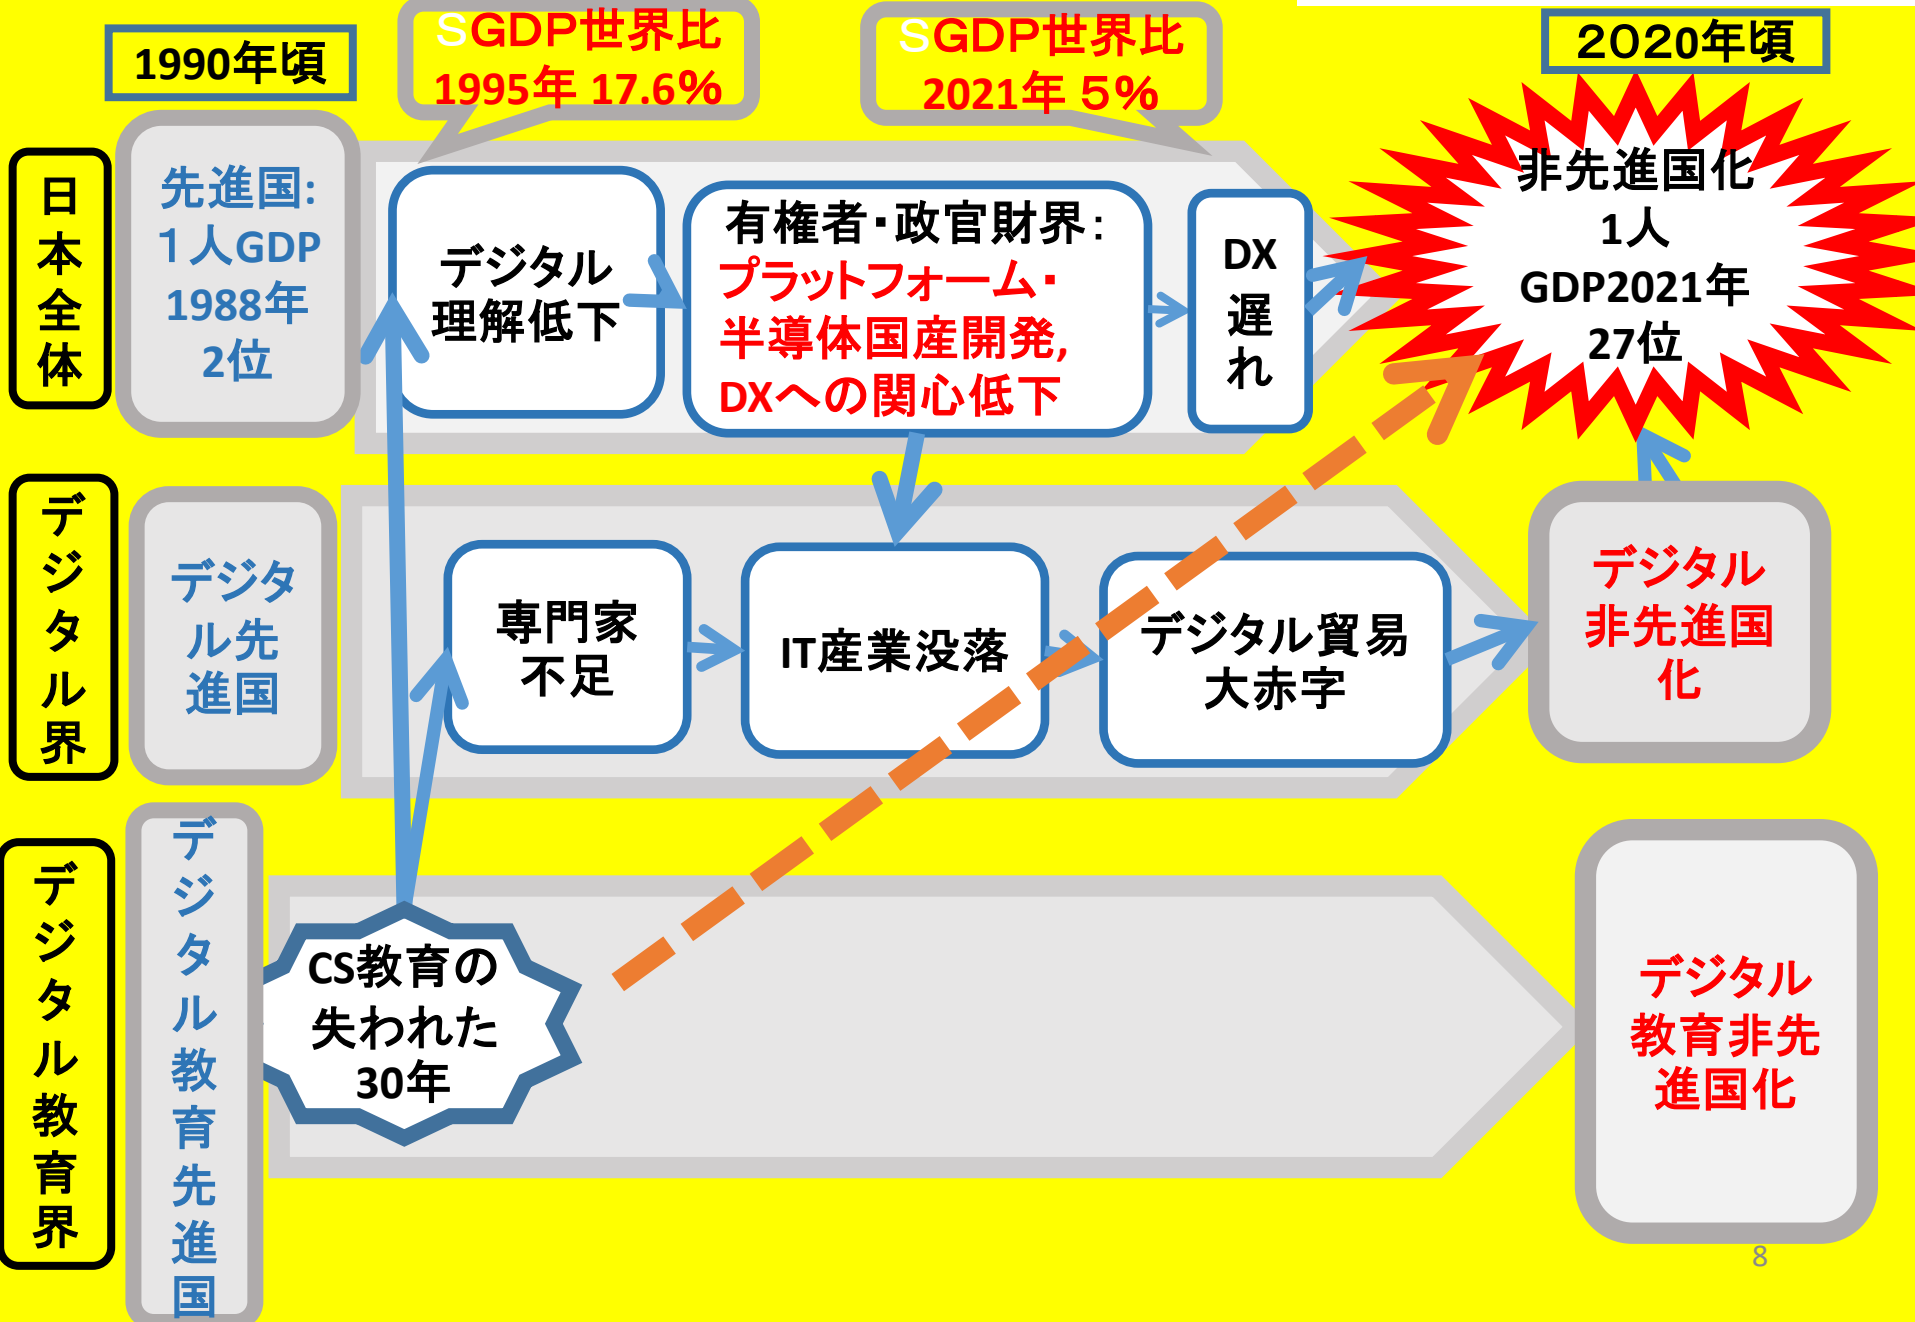 1990年頃
SGDP世界比
1995年 17.6%
SGDP世界比
2021年 5%
2020年頃
日本全体
先進国:
1人GDP
1988年
2位
デジタル
理解低下
有権者・政官財界:
プラットフォーム・
半導体国産開発,
DXへの関心低下
DX
遅
れ
非先進国化
1人
GDP2021年
27位
デジタル界
デジタ
ル先
進国
専門家
不足
IT産業没落
デジタル貿易
大赤字
デジタル
非先進国
化
デジタル教育界
デジタル教育先進国
CS教育の
失われた
30年
デジタル
教育非先
進国化
8